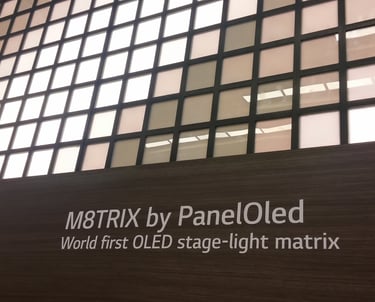 M8TRIX by PanelOled
World first OLED stage-light matrix